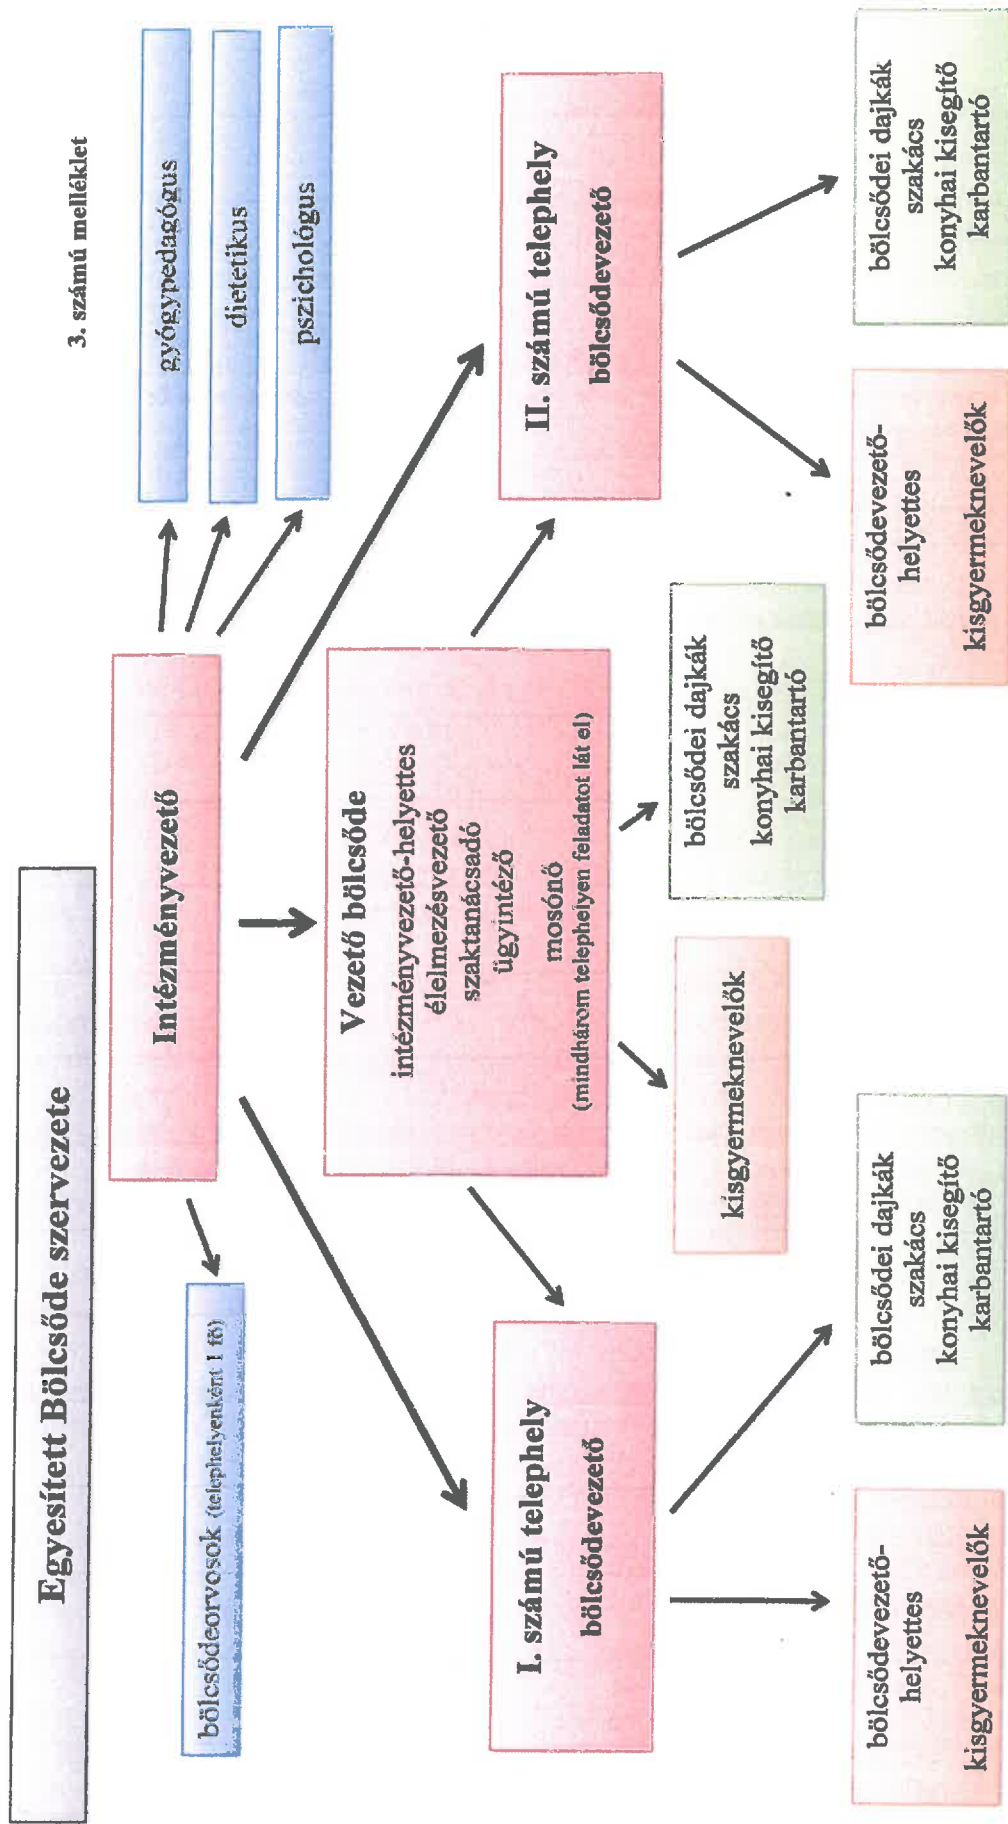 3. számú melléklet
Egyesített Bölcsőde szervezete
Intézményvezető
gyógypedagógus
dietetikus
pszichológus
bölcsődeorvosok (telephelyenként 1 fő)
Vezető bölcsőde
intézményvezető-helyettes
élelmezésvezető
szaktanácsadó
ügyintéző
mosónő
(mindhárom telephelyen feladatot lát el)
I. számú telephely
bölcsődevezető
II. számú telephely
bölcsődevezető
kisgyermeknevelők
bölcsődei dajkák
szakács
konyhai kisegítő
karbantartó
bölcsődevezető-
helyettes
kisgyermeknevelők
bölcsődei dajkák
szakács
konyhai kisegítő
karbantartó
bölcsődevezető-
helyettes
kisgyermeknevelők
bölcsődei dajkák
szakács
konyhai kisegítő
karbantartó